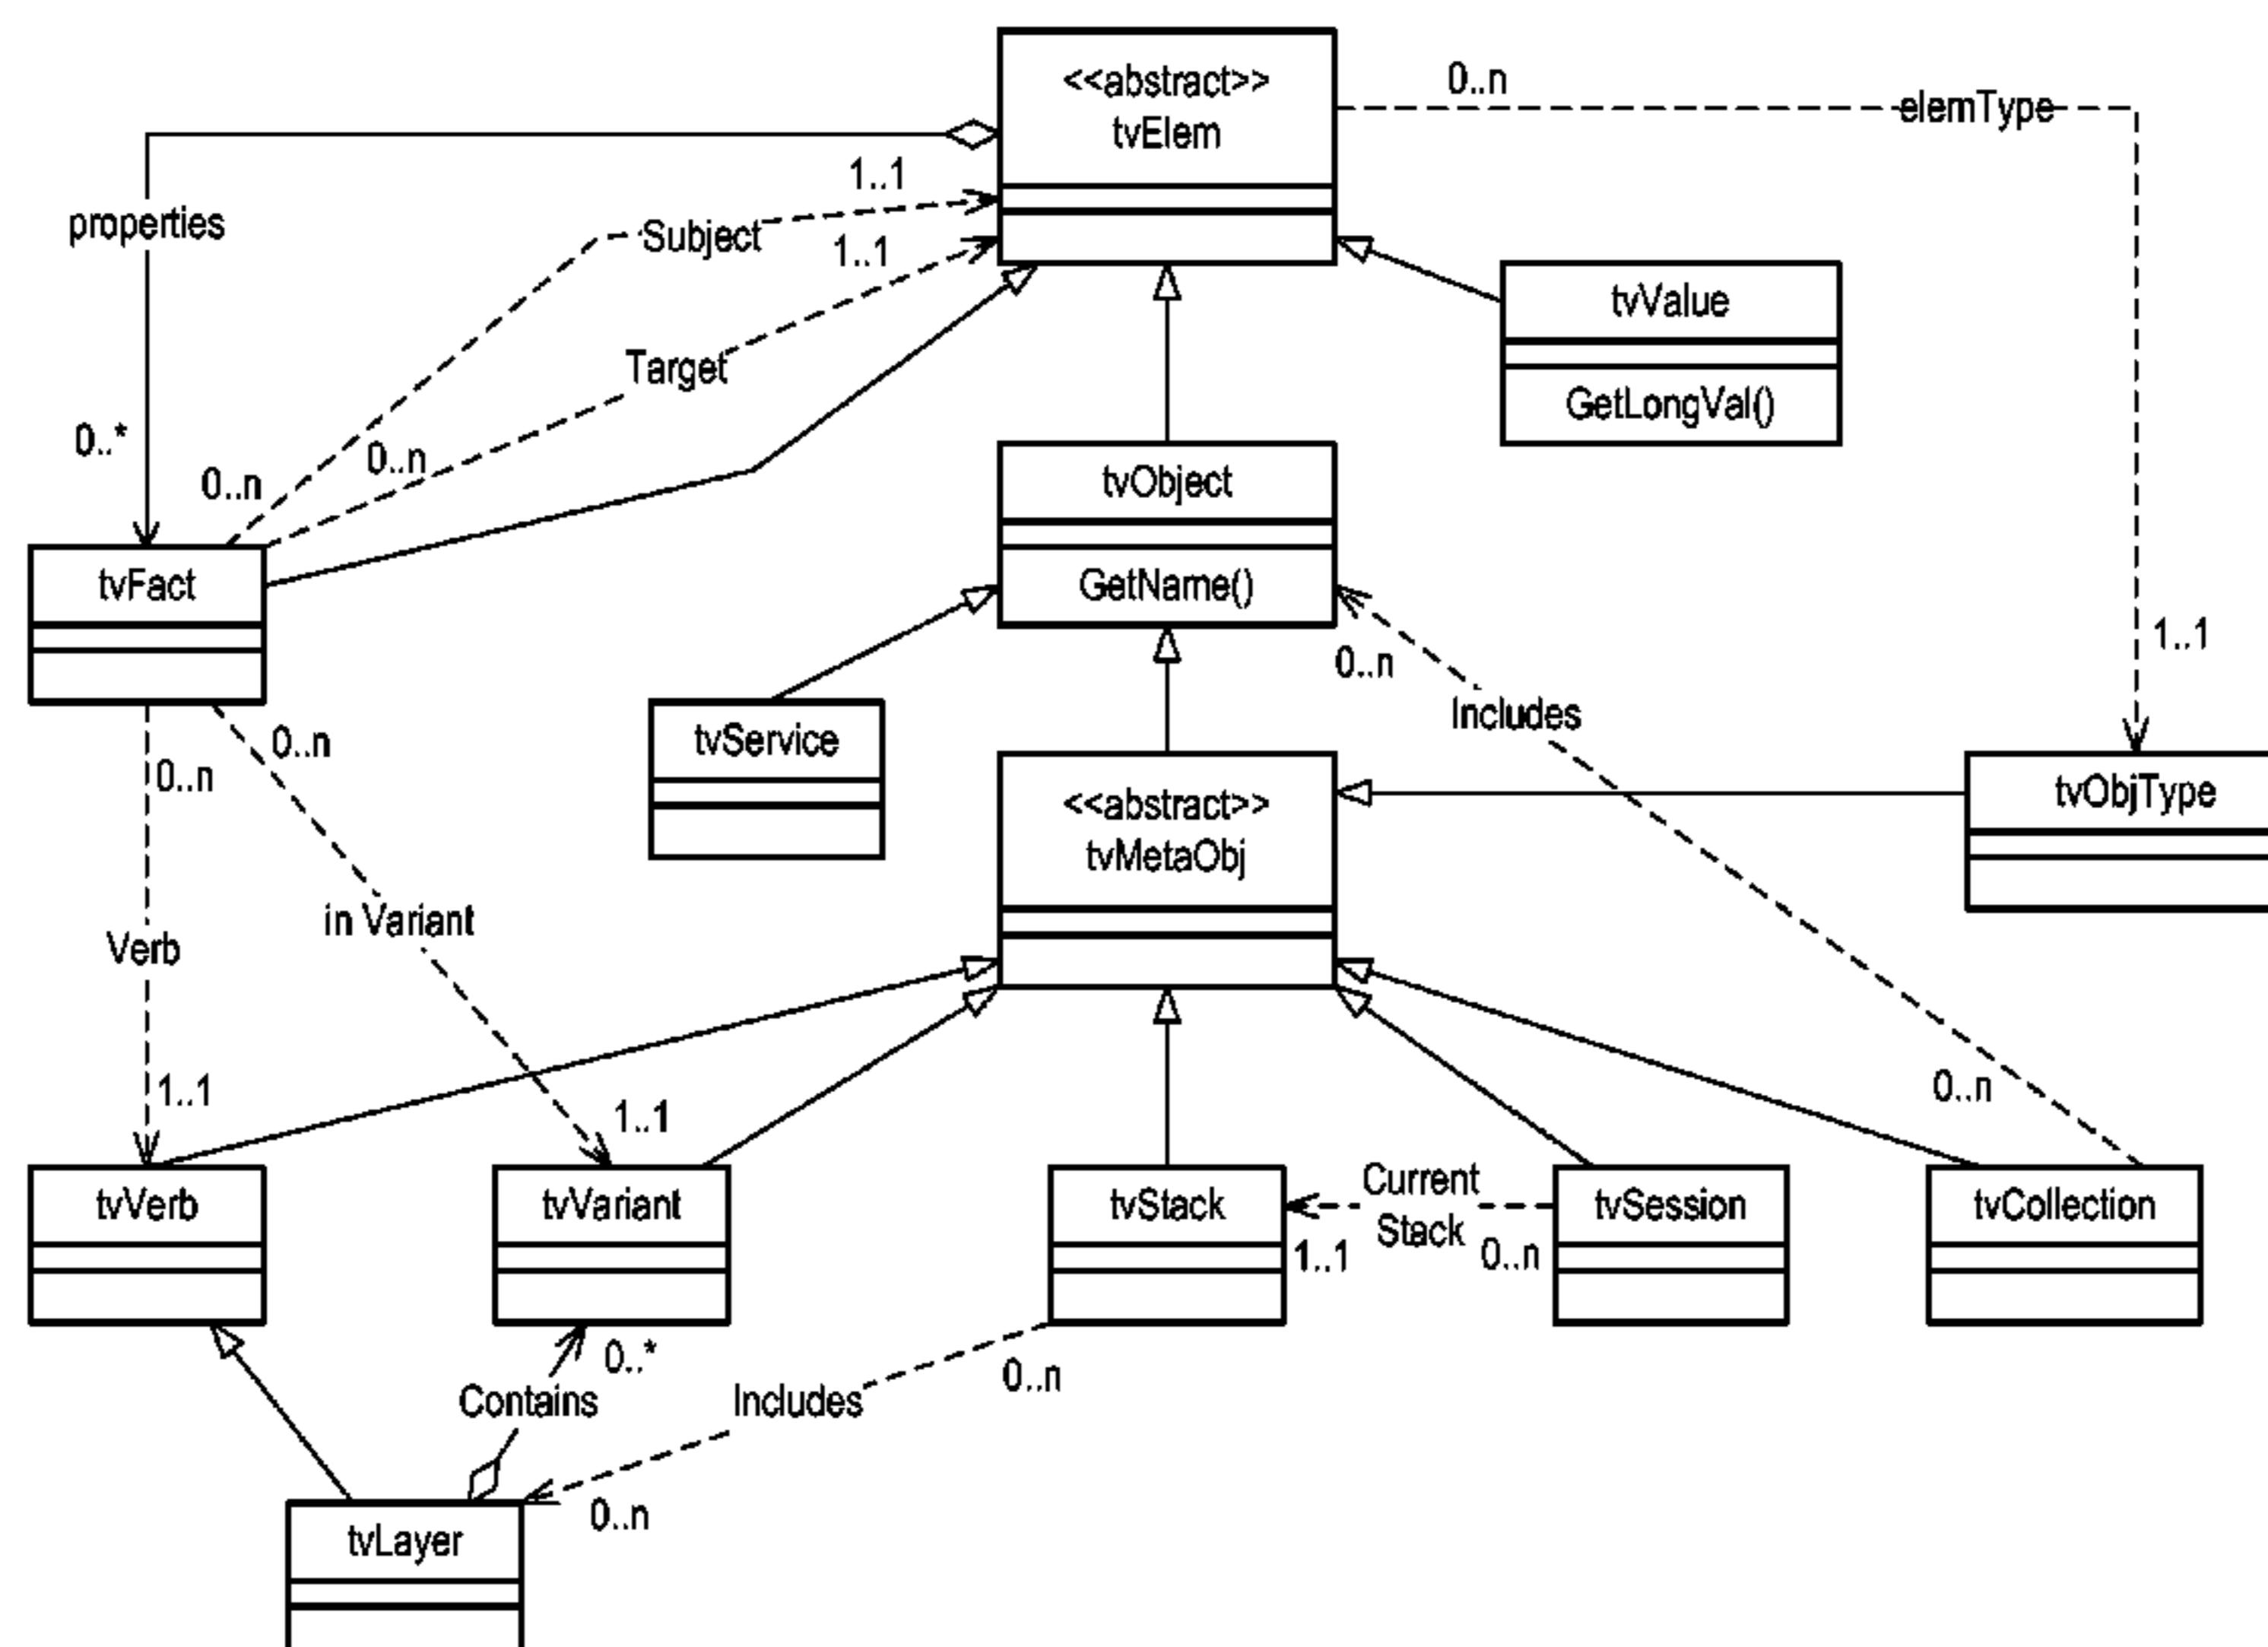 <<abstract>>
tvElem
0..n
elemType
1..1
properties
Subject
1..1
Target
tvValue
GetLongVal()
0..*
0..n
0..n
tvObject
GetName()
tvFact
0..n
1..1
Includes
tvService
0..n
0..n
<<abstract>>
tvMetaObj
tvObjType
in Variant
Verb
1..1
1..1
0..n
tvVerb
tvVariant
tvStack
Current
Stack
1..1
0..n
tvSession
tvCollection
0..*
Contains
Includes
0..n
0..n
tvLayer